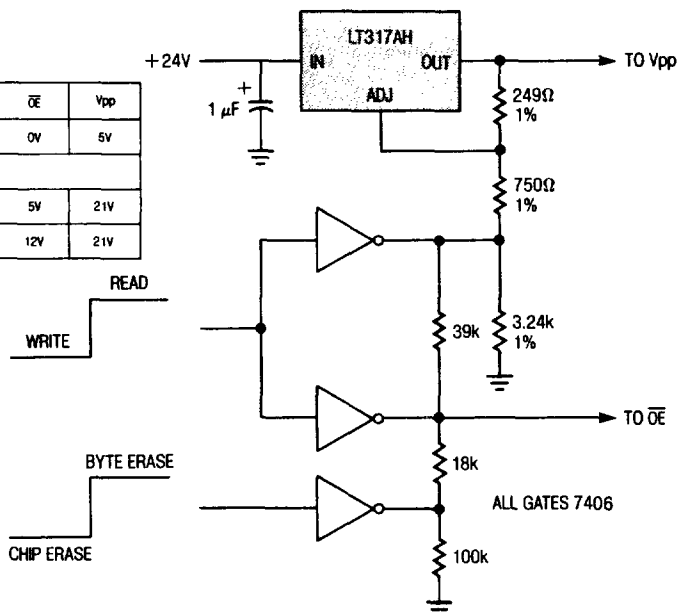 LT317AH
+24V
IN
OUT
TO Vpp
ADJ
+
1 μF
249Ω
1%
OE̅ Vpp
0V 5V
5V 21V
12V 21V
750Ω
1%
READ
WRITE
39k
3.24k
1%
TO O̅E̅
BYTE ERASE
18k
ALL GATES 7406
CHIP ERASE
100k